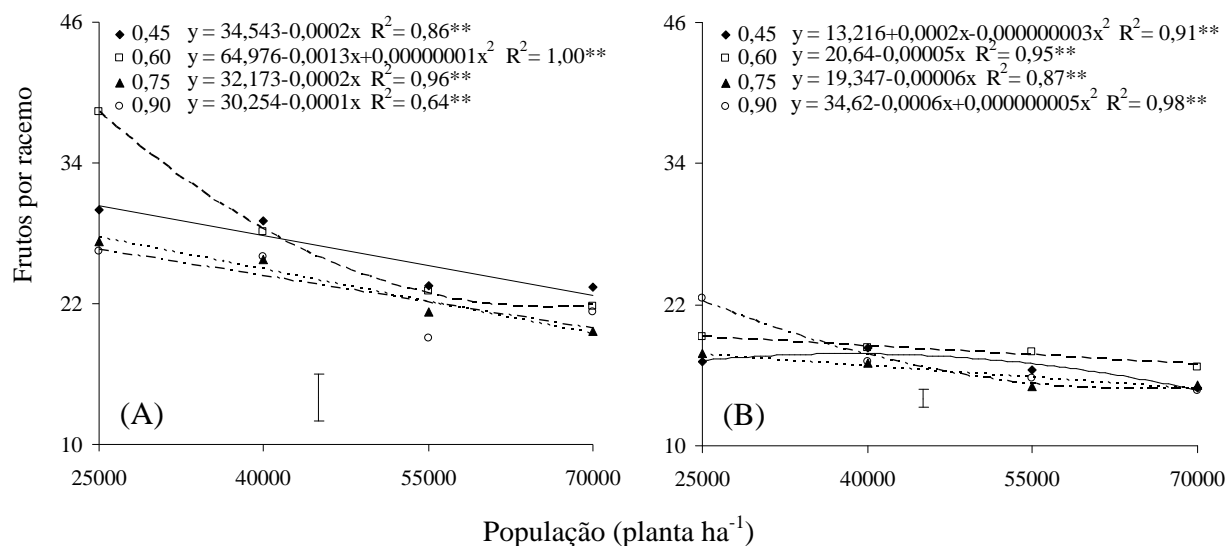 46
0,45 y = 34,543-0,0002x R² = 0,86**
0,60 y = 64,976-0,0013x+0,00000001x² R² = 1,00**
0,75 y = 32,173-0,0002x R² = 0,96**
0,90 y = 30,254-0,0001x R² = 0,64**
34
22
10
Frutos por racemo
(A)
25000 40000 55000 70000
46
0,45 y = 13,216+0,0002x-0,000000003x² R² = 0,91**
0,60 y = 20,64-0,00005x R² = 0,95**
0,75 y = 19,347-0,00006x R² = 0,87**
0,90 y = 34,62-0,0006x+0,000000005x² R² = 0,98**
34
22
10
(B)
25000 40000 55000 70000
População (planta ha⁻¹)